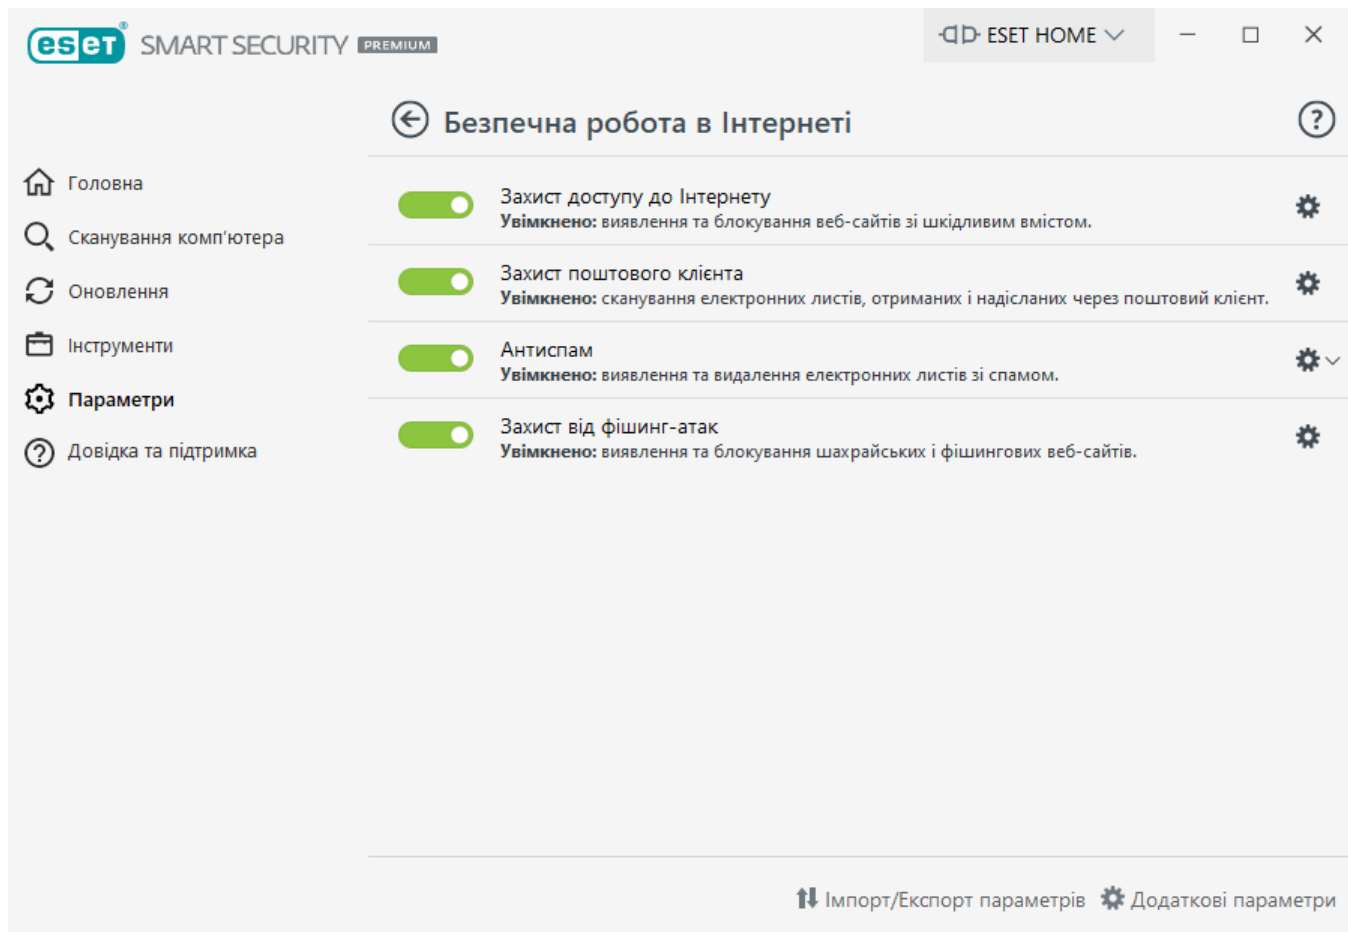 eset® SMART SECURITY PREMIUM
ESET HOME
Безпечна робота в Інтернеті
Головна
Сканування комп'ютера
Оновлення
Інструменти
Параметри
Довідка та підтримка
Захист доступу до Інтернету
Увімкнено: виявлення та блокування веб-сайтів зі шкідливим вмістом.
Захист поштового клієнта
Увімкнено: сканування електронних листів, отриманих і надісланих через поштовий клієнт.
Антиспам
Увімкнено: виявлення та видалення електронних листів зі спамом.
Захист від фішинг-атак
Увімкнено: виявлення та блокування шахрайських і фішингових веб-сайтів.
Імпорт/Експорт параметрів
Додаткові параметри